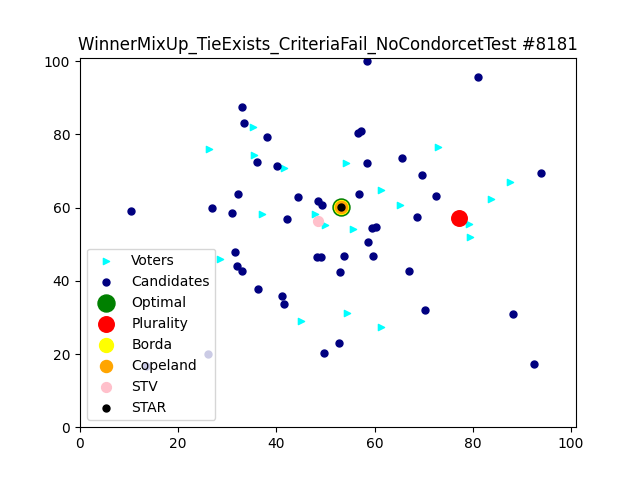 WinnerMixUp_TieExists_CriteriaFail_NoCondorcetTest #8181
100
80
60
40
20
0
Voters
Candidates
Optimal
Plurality
Borda
Copeland
STV
STAR
0 20 40 60 80 100